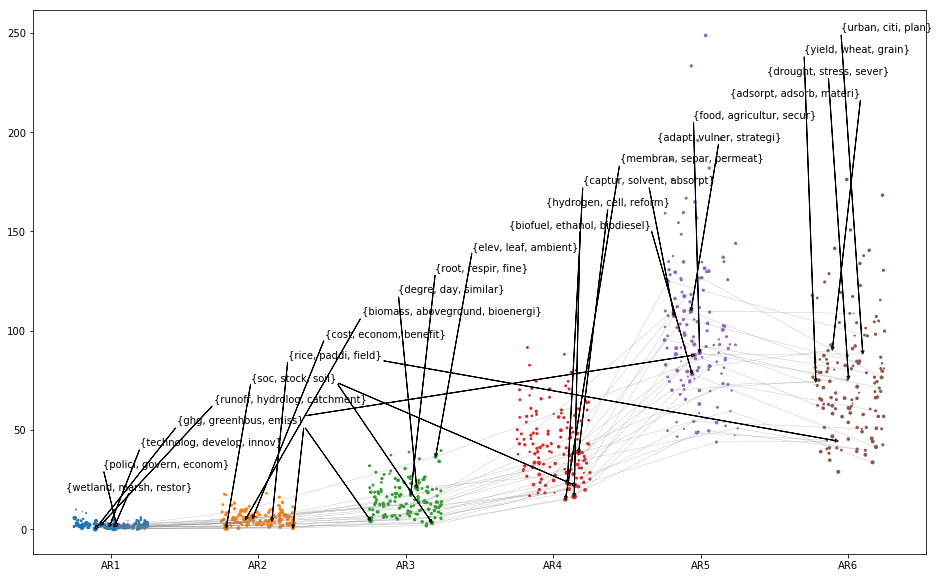 {urban, citi, plan}
250
{yield, wheat, grain}
{drought, stress, sever}
{adsorpt, adsorb, materi}
{food, agricultur, secur}
200
{adapt, vulner, strategi}
{membran, separ, permeat}
{captur, solvent, absorpt}
{hydrogen, cell, reform}
150
{biofuel, ethanol, biodiesel}
{elev, leaf, ambient}
{root, respir, fine}
{degre, day, similar}
{biomass, aboveground, bioenergi}
100
{cost, econom, benefit}
{rice, paddi, field}
{soc, stock, soil}
{runoff, hydrolog, catchment}
{ghg, greenhous, emiss}
50
{technolog, develop, innov}
{polici, govern, econom}
{wetland, marsh, restor}
0
AR1 AR2 AR3 AR4 AR5 AR6